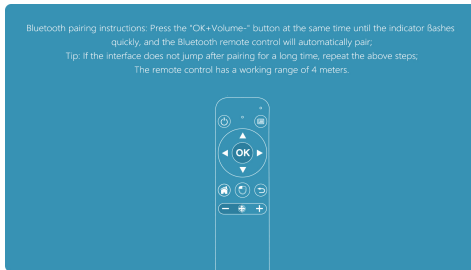 Bluetooth pairing instructions: Press the "OK+Volume-" button at the same time until the indicator ßashes
quickly, and the Bluetooth remote control will automatically pair;
Tip: If the interface does not jump after pairing for a long time, repeat the above steps;
The remote control has a working range of 4 meters.
OK